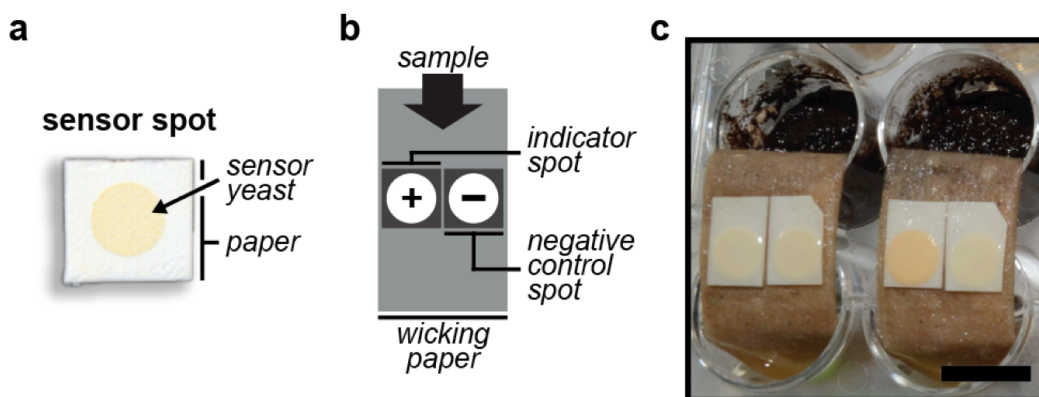 a
sensor spot
sensor
yeast
paper
b
sample
indicator
spot
+
−
negative
control
spot
wicking
paper
c